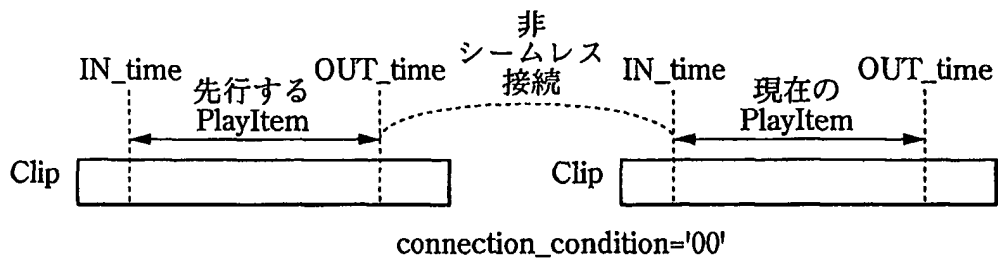 非
シームレス
接続
IN_time
OUT_time
IN_time
OUT_time
先行する
PlayItem
現在の
PlayItem
Clip
Clip
connection_condition='00'